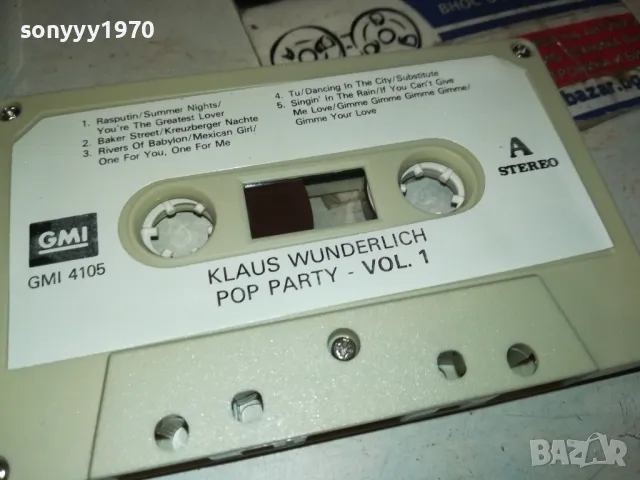 sonyyy1970
ВНОС
1. Rasputin/Summer Nights/
You're The Greatest Lover
2. Baker Street/Kreuzberger Nachte
3. Rivers Of Babylon/Mexican Girl/
One For You, One For Me
4. Tu/Dancing In The City/Substitute
5. Singin' In The Rain/If You Can't Give
Me Love/Gimme Gimme Gimme Gimme/
Gimme Your Love
A
STEREO
GMI
GMI 4105
KLAUS WUNDERLICH
POP PARTY - VOL. 1
BAZAR.bg